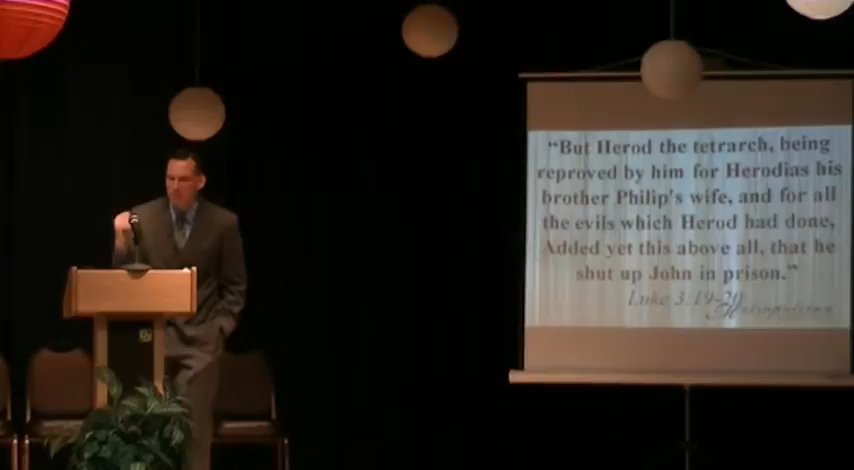 "But Herod the tetrarch, being
reproved by him for Herodias his
brother Philip's wife, and for all
the evils which Herod had done,
Added yet this above all, that he
shut up John in prison."
Luke 3:19-20
Metropolitan